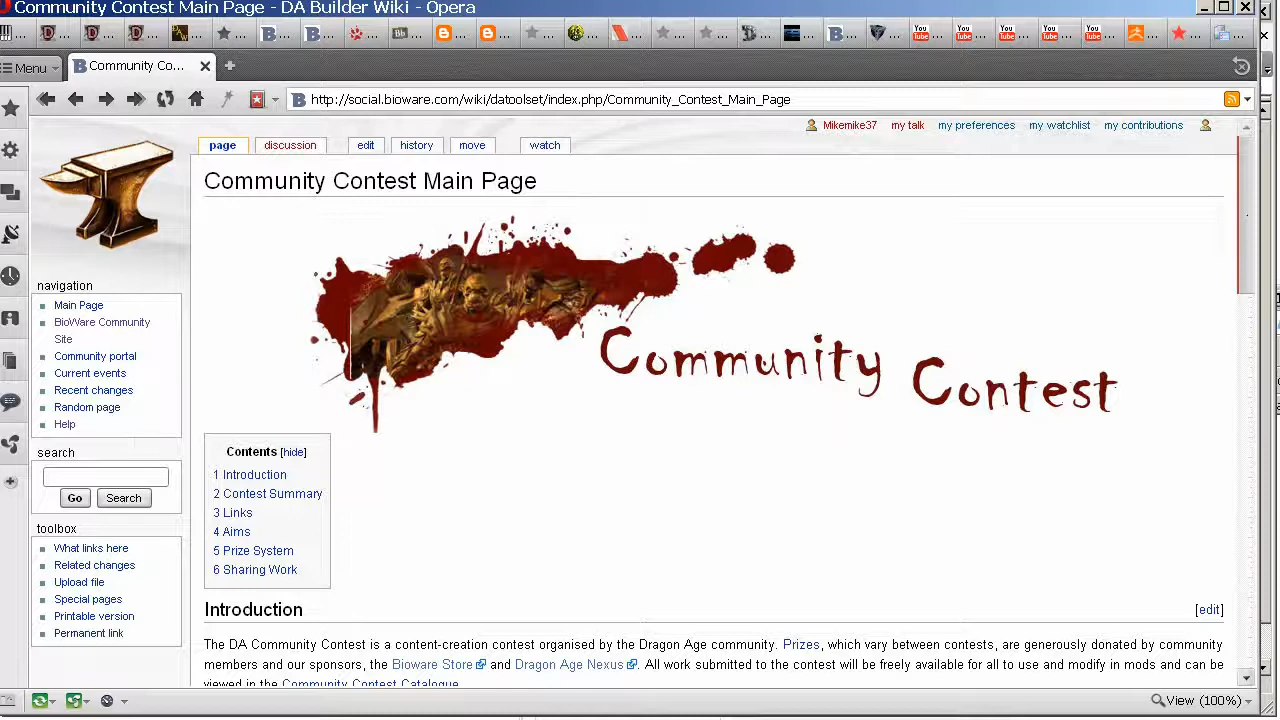 Community Contest Main Page - DA Builder Wiki - Opera
Menu
Community Co...
http://social.bioware.com/wiki/datoolset/index.php/Community_Contest_Main_Page
Mikemike37 my talk my preferences my watchlist my contributions
page discussion edit history move watch
Community Contest Main Page
Community Contest
navigation
Main Page
BioWare Community
Site
Community portal
Current events
Recent changes
Random page
Help
search
Go Search
toolbox
What links here
Related changes
Upload file
Special pages
Printable version
Permanent link
Contents [hide]
1 Introduction
2 Contest Summary
3 Links
4 Aims
5 Prize System
6 Sharing Work
Introduction [edit]
The DA Community Contest is a content-creation contest organised by the Dragon Age community. Prizes, which vary between contests, are generously donated by community
members and our sponsors, the Bioware Store and Dragon Age Nexus. All work submitted to the contest will be freely available for all to use and modify in mods and can be
viewed in the Community Contest Catalogue
View (100%)